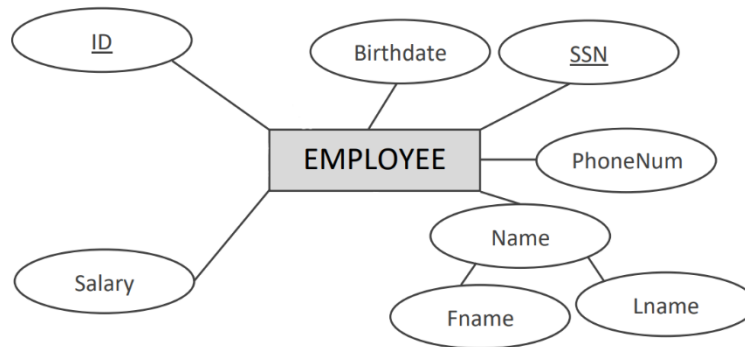 ID
Birthdate
SSN
EMPLOYEE
PhoneNum
Name
Salary
Fname
Lname